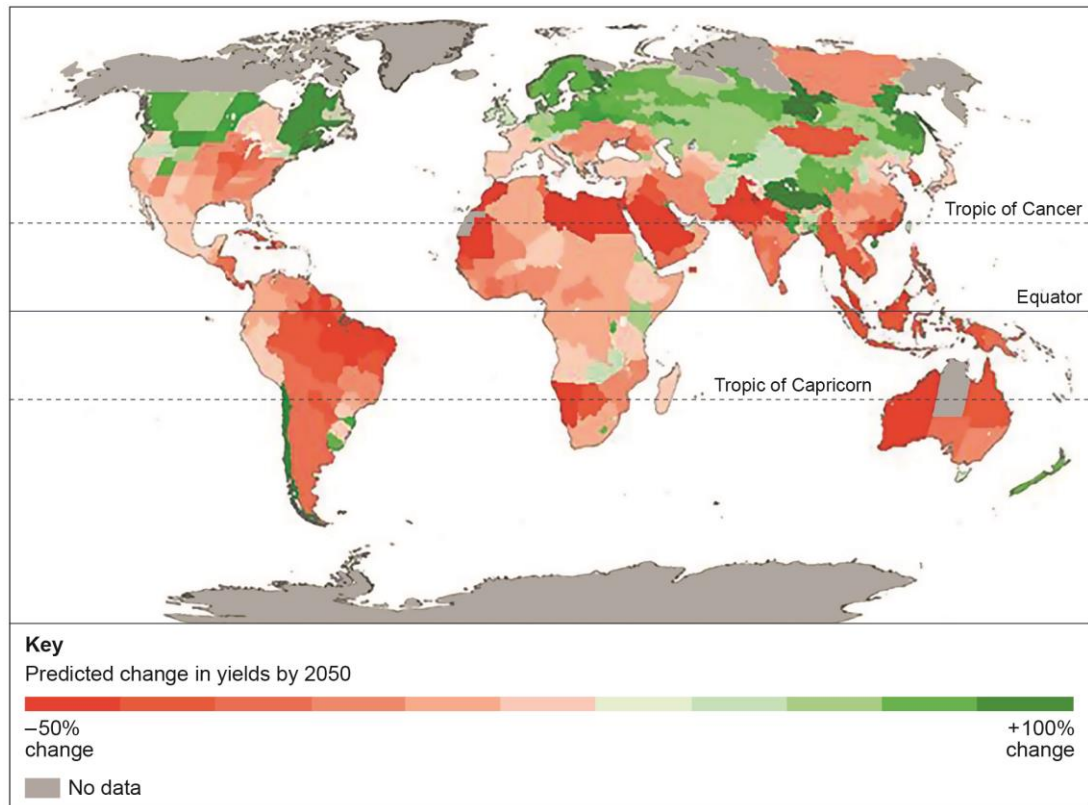 Tropic of Cancer
Equator
Tropic of Capricorn
Key
Predicted change in yields by 2050
–50%
change
+100%
change
No data